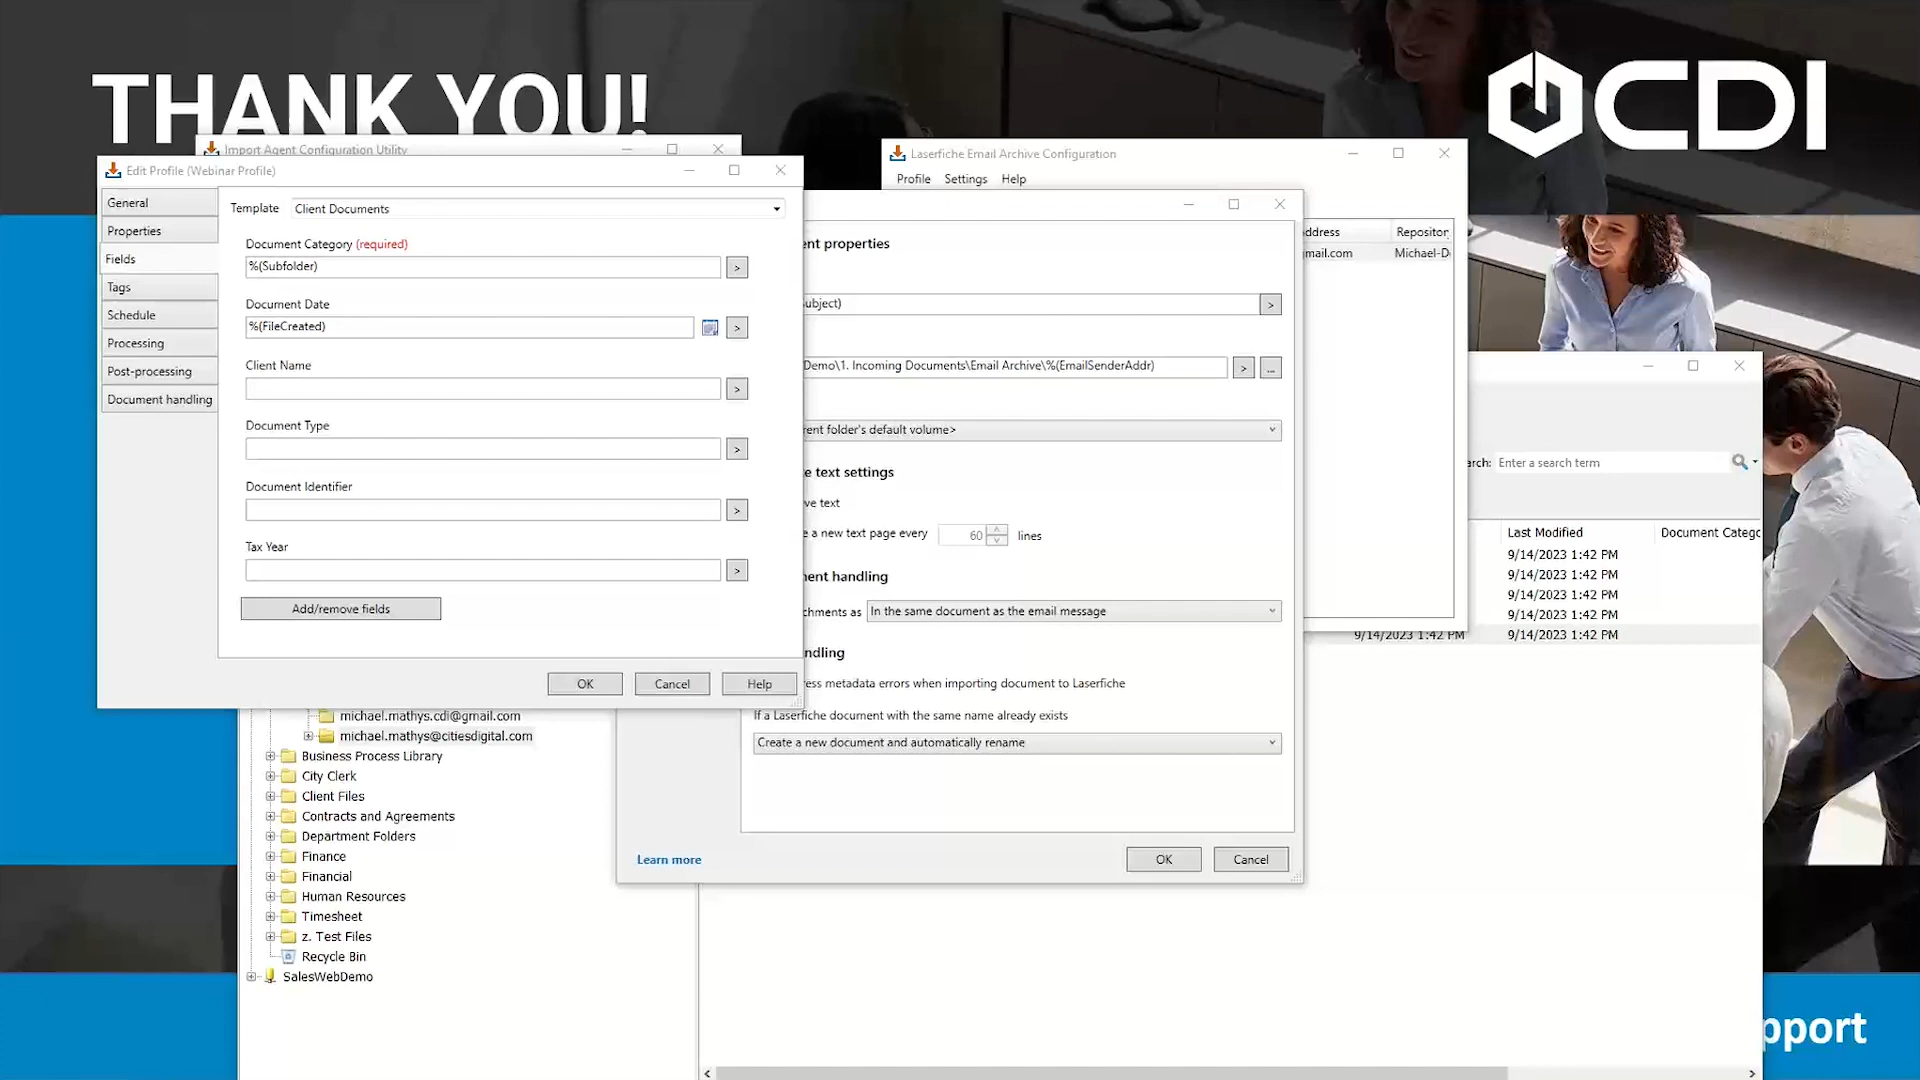 THANK YOU!
CDI
Import Agent Configuration Utility
Edit Profile (Webinar Profile)
General
Properties
Fields
Tags
Schedule
Processing
Post-processing
Document handling
Template Client Documents
Document Category (required)
%(Subfolder)
>
Document Date
%(FileCreated)
>
Client Name
>
Document Type
>
Document Identifier
>
Tax Year
>
Add/remove fields
OK Cancel Help
Laserfiche Email Archive Configuration
Profile Settings Help
ddress Repositor
mail.com Michael-D
ent properties
ubject)
>
Demo\1. Incoming Documents\Email Archive\%(EmailSenderAddr)
> ...
rent folder's default volume>
e text settings
ve text
e a new text page every 60 lines
ent handling
chments as In the same document as the email message
ndling
ess metadata errors when importing document to Laserfiche
If a Laserfiche document with the same name already exists
Create a new document and automatically rename
Learn more
OK Cancel
arch: Enter a search term
Last Modified Document Catego
9/14/2023 1:42 PM
9/14/2023 1:42 PM
9/14/2023 1:42 PM
9/14/2023 1:42 PM
9/14/2023 1:42 PM 9/14/2023 1:42 PM
michael.mathys.cdi@gmail.com
michael.mathys@citiesdigital.com
Business Process Library
City Clerk
Client Files
Contracts and Agreements
Department Folders
Finance
Financial
Human Resources
Timesheet
z. Test Files
Recycle Bin
SalesWebDemo
pport